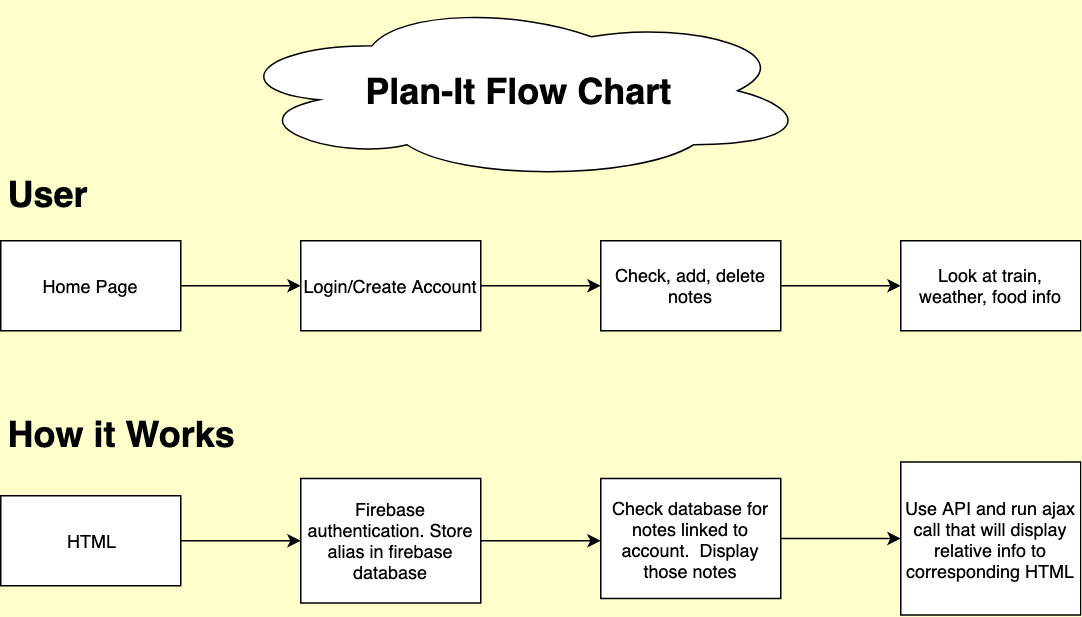 Plan-It Flow Chart
User
Home Page
Login/Create Account
Check, add, delete
notes
Look at train,
weather, food info
How it Works
HTML
Firebase
authentication. Store
alias in firebase
database
Check database for
notes linked to
account.  Display
those notes
Use API and run ajax
call that will display
relative info to
corresponding HTML